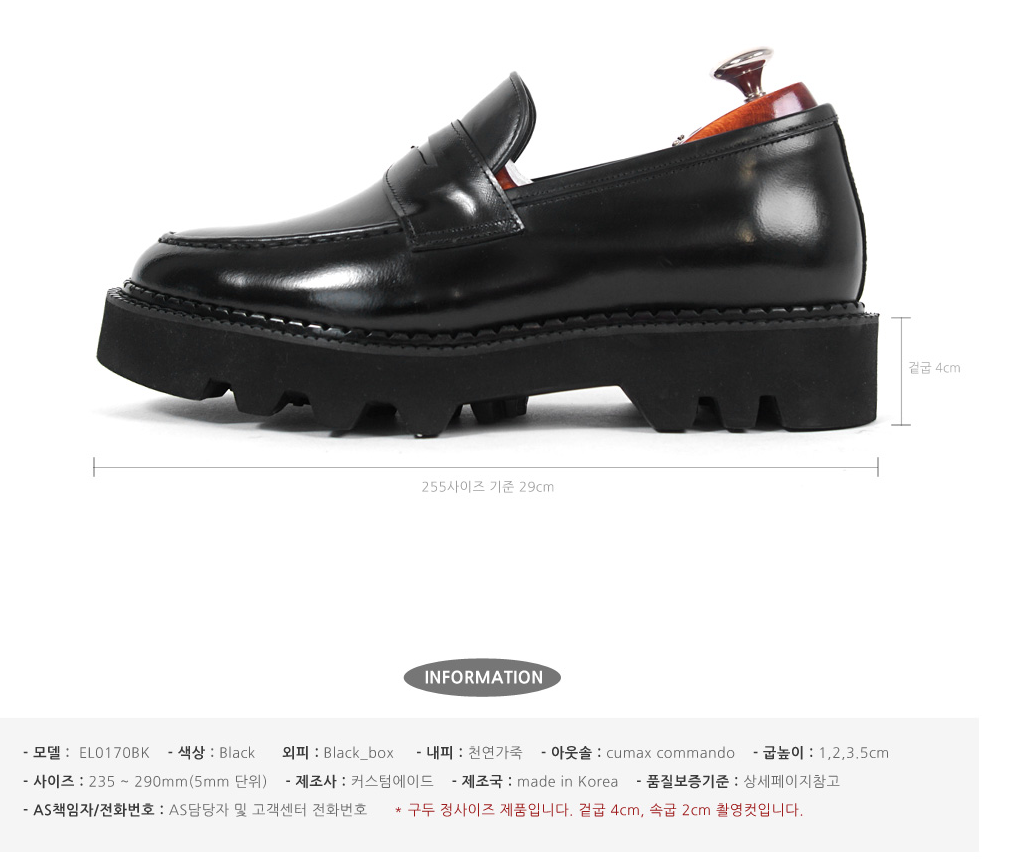 겉굽 4cm
255사이즈 기준 29cm
INFORMATION
- 모델 : EL0170BK - 색상 : Black 외피 : Black_box - 내피 : 천연가죽 - 아웃솔 : cumax commando - 굽높이 : 1,2,3.5cm
- 사이즈 : 235 ~ 290mm(5mm 단위) - 제조사 : 커스텀에이드 - 제조국 : made in Korea - 품질보증기준 : 상세페이지참고
- AS책임자/전화번호 : AS담당자 및 고객센터 전화번호 * 구두 정사이즈 제품입니다. 겉굽 4cm, 속굽 2cm 촬영컷입니다.